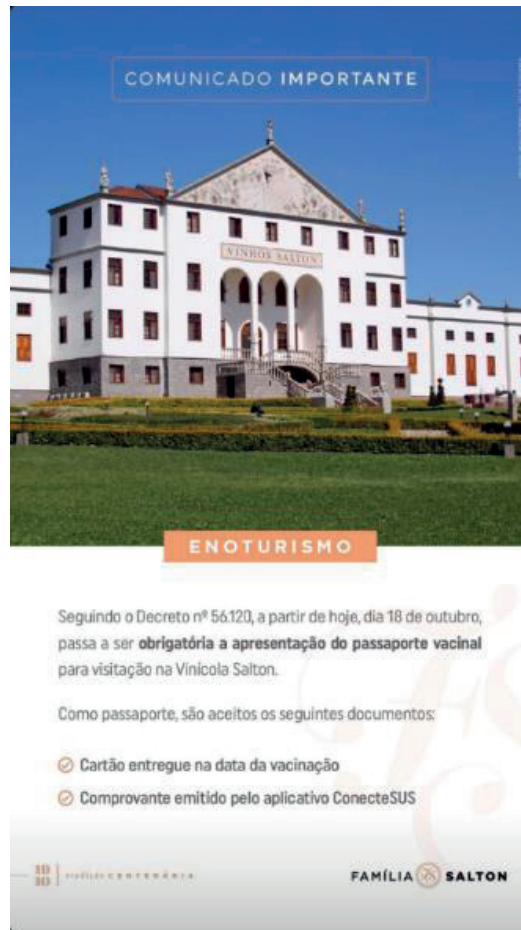 COMUNICADO IMPORTANTE
VINHOS SALTON
ENOTURISMO
Seguindo o Decreto nº 56.120, a partir de hoje, dia 18 de outubro,
passa a ser obrigatória a apresentação do passaporte vacinal
para visitação na Vinícola Salton.
Como passaporte, são aceitos os seguintes documentos:
Cartão entregue na data da vacinação
Comprovante emitido pelo aplicativo ConecteSUS
CENTENÁRIA
FAMÍLIA SALTON